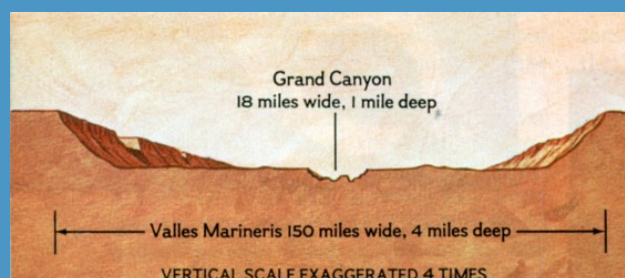 Grand Canyon
18 miles wide, 1 mile deep
Valles Marineris 150 miles wide, 4 miles deep
VERTICAL SCALE EXAGGERATED 4 TIMES